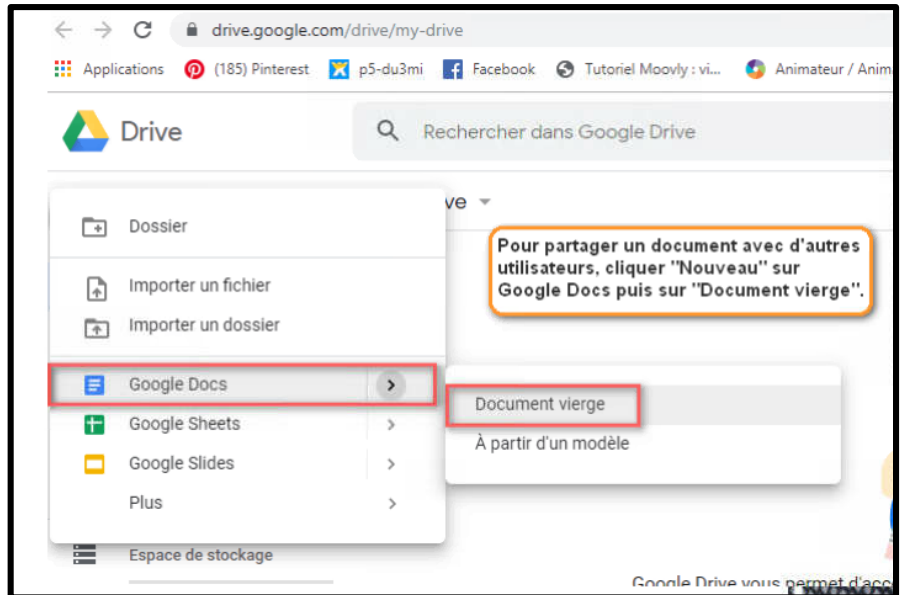 drive.google.com/drive/my-drive
Applications (185) Pinterest p5-du3mi Facebook Tutoriel Moovly : vi... Animateur / Anim
Drive Rechercher dans Google Drive
ve
Dossier
Importer un fichier
Importer un dossier
Google Docs
Google Sheets
Google Slides
Plus
Espace de stockage
Pour partager un document avec d'autres
utilisateurs, cliquer "Nouveau" sur
Google Docs puis sur "Document vierge".
Document vierge
À partir d'un modèle
Google Drive vous permet d'acc